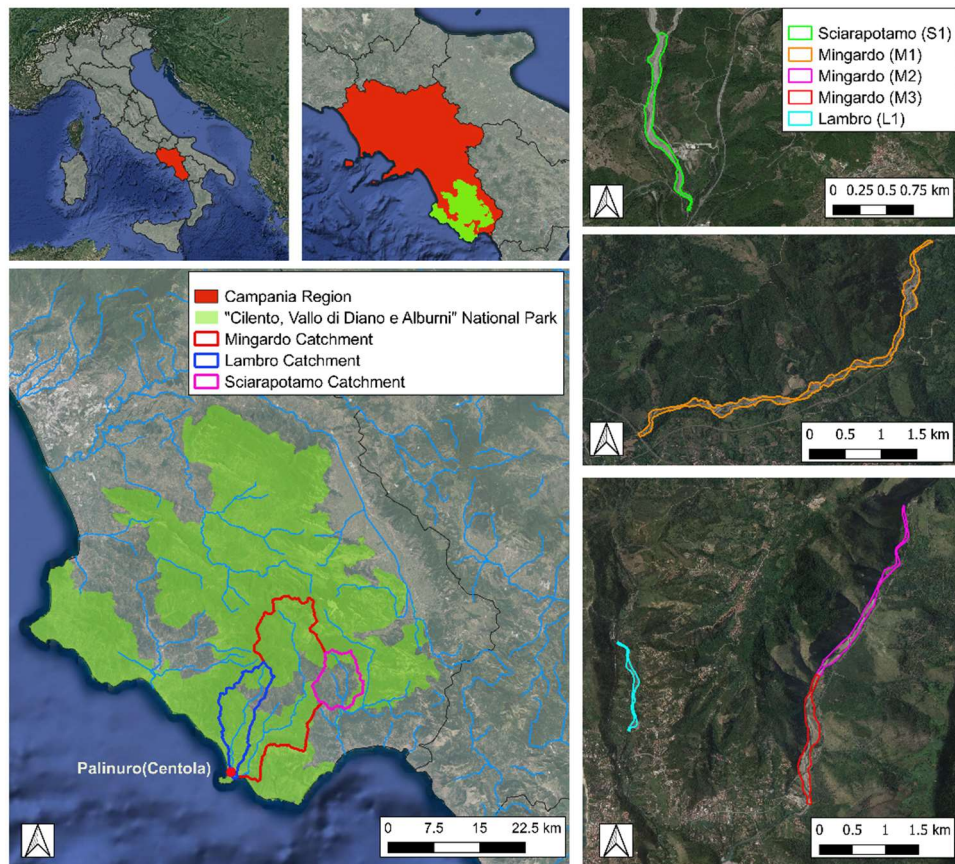 Sciarapotamo (S1)
Mingardo (M1)
Mingardo (M2)
Mingardo (M3)
Lambro (L1)
0 0.25 0.5 0.75 km
Campania Region
"Cilento, Vallo di Diano e Alburni" National Park
Mingardo Catchment
Lambro Catchment
Sciarapotamo Catchment
0 0.5 1 1.5 km
Palinuro(Centola)
0 7.5 15 22.5 km
0 0.5 1 1.5 km